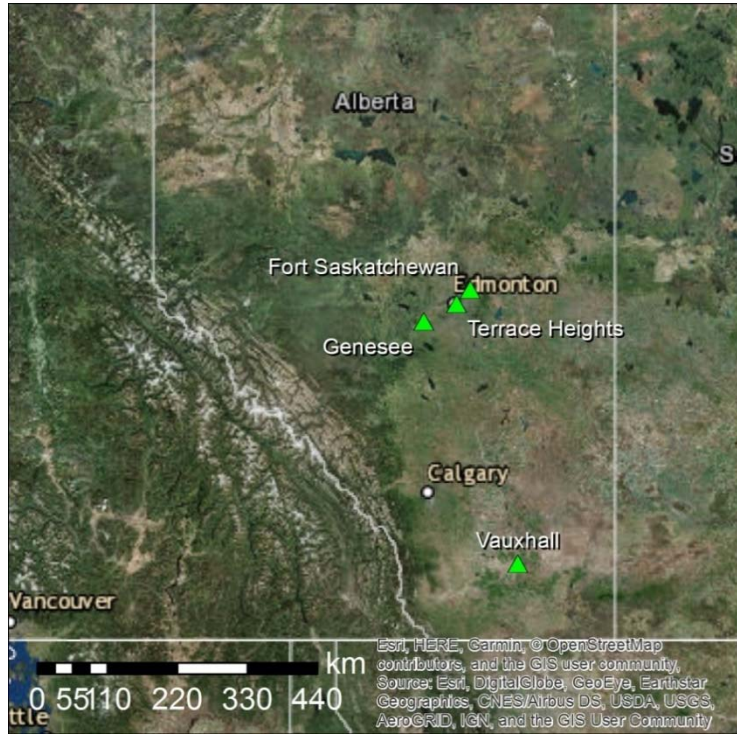 Alberta
S
Fort Saskatchewan
Edmonton
Terrace Heights
Genesee
Calgary
Vauxhall
Vancouver
km
0 55 110 220 330 440
ttle
Esri, HERE, Garmin, © OpenStreetMap
contributors, and the GIS user community,
Source: Esri, DigitalGlobe, GeoEye, Earthstar
Geographics, CNES/Airbus DS, USDA, USGS,
AeroGRID, IGN, and the GIS User Community